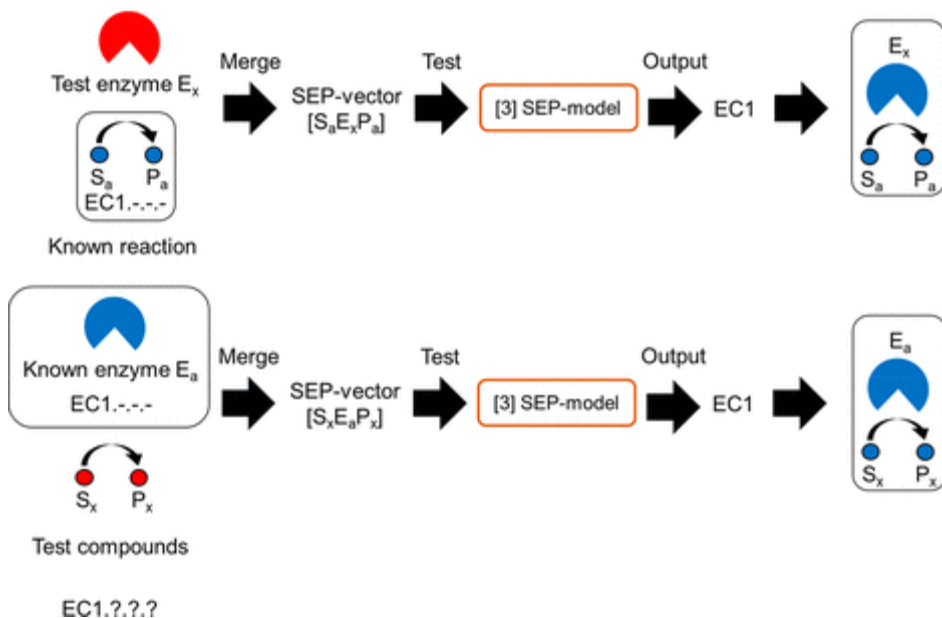 Test enzyme Eₓ
Merge
SEP-vector
[SₐEₓPₐ]
Test
[3] SEP-model
Output
EC1
Eₓ
Sₐ Pₐ
Sₐ Pₐ
EC1.-.-.-
Known reaction
Known enzyme Eₐ
EC1.-.-.-
Merge
SEP-vector
[SₓEₐPₓ]
Test
[3] SEP-model
Output
EC1
Eₐ
Sₓ Pₓ
Sₓ Pₓ
Test compounds
EC1.?.?.?